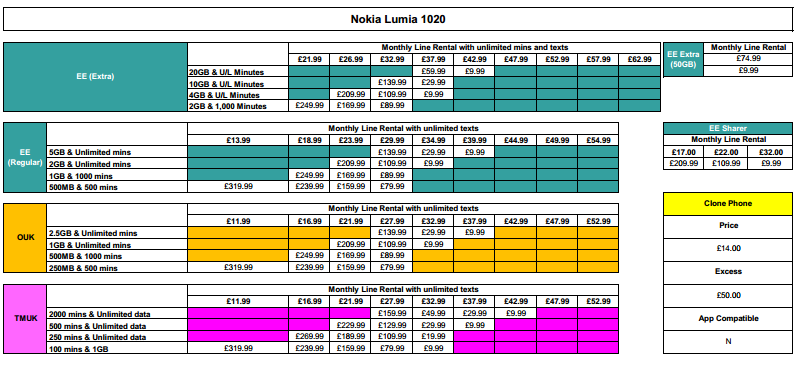 Nokia Lumia 1020
EE (Extra)
Monthly Line Rental with unlimited mins and texts
£21.99 £26.99 £32.99 £37.99 £42.99 £47.99 £52.99 £57.99 £62.99
20GB & U/L Minutes £59.99 £9.99
10GB & U/L Minutes £139.99 £29.99
4GB & U/L Minutes £209.99 £109.99 £9.99
2GB & 1,000 Minutes £249.99 £169.99 £89.99
EE Extra (50GB)
Monthly Line Rental
£74.99
£9.99
EE (Regular)
Monthly Line Rental with unlimited texts
£13.99 £18.99 £23.99 £29.99 £34.99 £39.99 £44.99 £49.99 £54.99
5GB & Unlimited mins £139.99 £29.99 £9.99
2GB & Unlimited mins £209.99 £109.99 £9.99
1GB & 1000 mins £249.99 £169.99 £89.99
500MB & 500 mins £319.99 £239.99 £159.99 £79.99
EE Sharer
Monthly Line Rental
£17.00 £22.00 £32.00
£209.99 £109.99 £9.99
OUK
Monthly Line Rental with unlimited texts
£11.99 £16.99 £21.99 £27.99 £32.99 £37.99 £42.99 £47.99 £52.99
2.5GB & Unlimited mins £139.99 £29.99 £9.99
1GB & Unlimited mins £209.99 £109.99 £9.99
500MB & 1000 mins £249.99 £169.99 £89.99
250MB & 500 mins £319.99 £239.99 £159.99 £79.99
TMUK
Monthly Line Rental with unlimited texts
£11.99 £16.99 £21.99 £27.99 £32.99 £37.99 £42.99 £47.99 £52.99
2000 mins & Unlimited data £159.99 £49.99 £29.99 £9.99
500 mins & Unlimited data £229.99 £129.99 £29.99 £9.99
250 mins & Unlimited data £269.99 £189.99 £109.99 £19.99
100 mins & 1GB £319.99 £239.99 £159.99 £79.99 £9.99
Clone Phone
Price
£14.00
Excess
£50.00
App Compatible
N